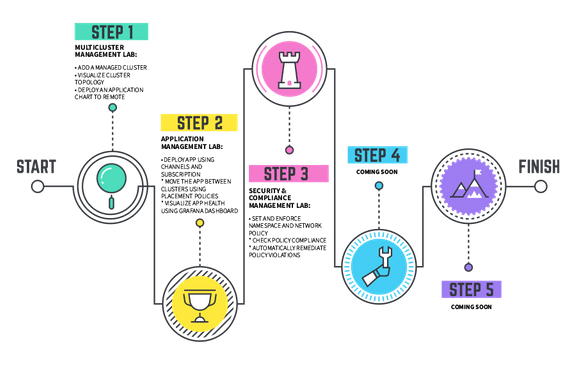 STEP 1
MULTICLUSTER
MANAGEMENT LAB:
• ADD A MANAGED CLUSTER
• VISUALIZE CLUSTER
TOPOLOGY
• DEPLOY AN APPLICATION
CHART TO REMOTE
STEP 2
APPLICATION
MANAGEMENT LAB:
•DEPLOY APP USING
CHANNELS AND
SUBSCRIPTION
* MOVE THE APP BETWEEN
CLUSTERS USING
PLACEMENT POLICIES
* VISUALIZE APP HEALTH
USING GRAFANA DASHBOARD
STEP 3
SECURITY &
COMPLIANCE
MANAGEMENT LAB:
• SET AND ENFORCE
NAMESPACE AND NETWORK
POLICY
* CHECK POLICY COMPLIANCE
* AUTOMATICALLY REMEDIATE
POLICY VIOLATIONS
STEP 4
COMING SOON
STEP 5
COMING SOON
START
FINISH